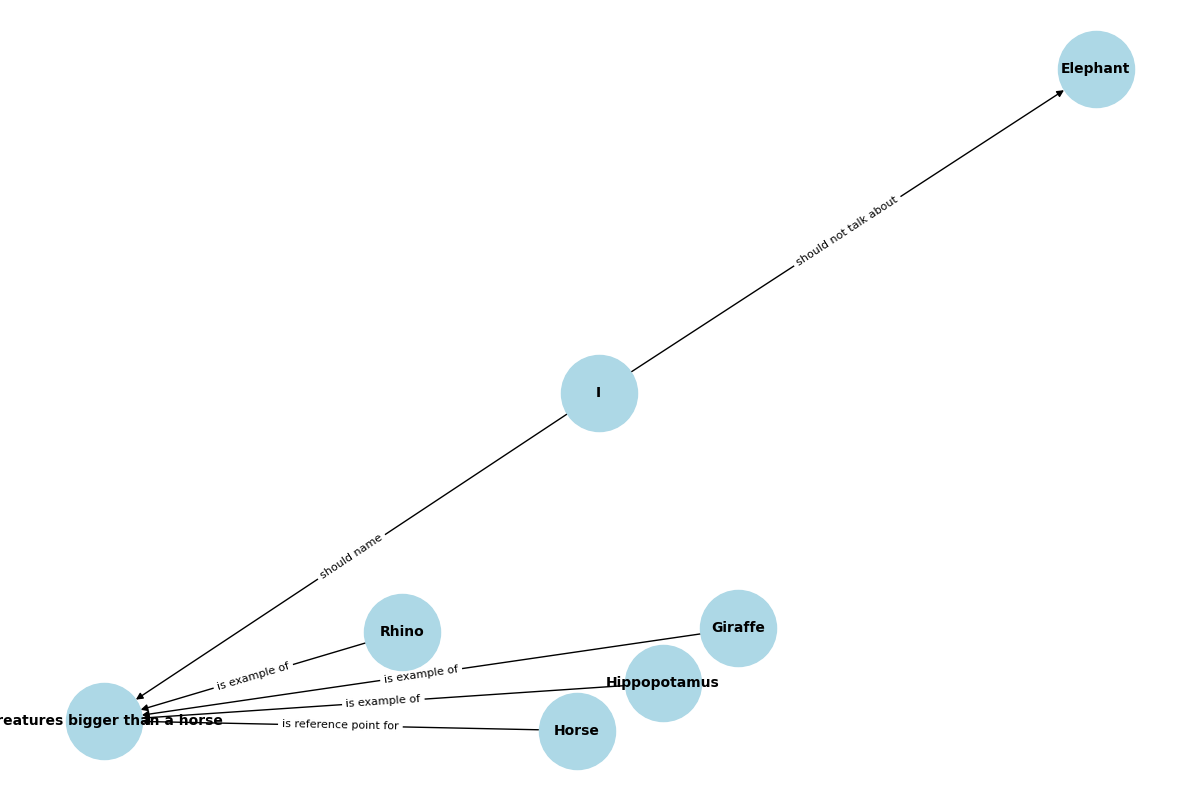 Elephant
should not talk about
I
should name
Rhino
Giraffe
is example of
is example of
Hippopotamus
is example of
reatures bigger than a horse
is reference point for
Horse